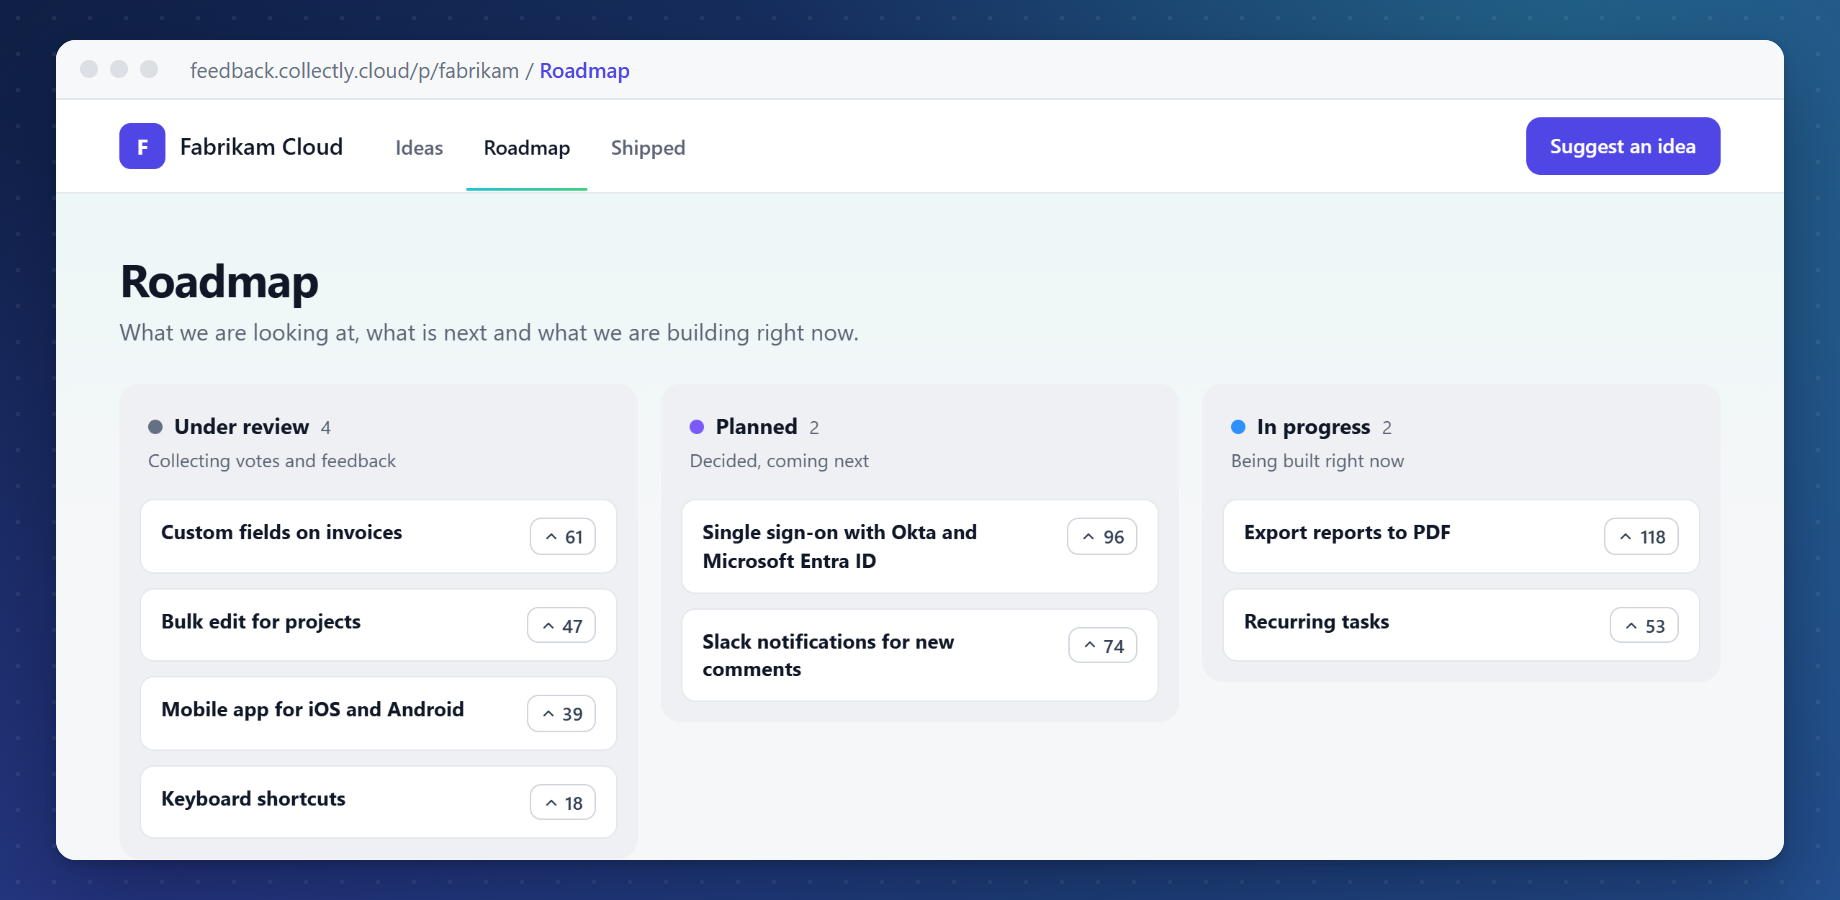 feedback.collectly.cloud/p/fabrikam / Roadmap
F Fabrikam Cloud Ideas Roadmap Shipped Suggest an idea
Roadmap
What we are looking at, what is next and what we are building right now.
Under review 4
Collecting votes and feedback
Custom fields on invoices 61
Bulk edit for projects 47
Mobile app for iOS and Android 39
Keyboard shortcuts 18
Planned 2
Decided, coming next
Single sign-on with Okta and 96
Microsoft Entra ID
Slack notifications for new 74
comments
In progress 2
Being built right now
Export reports to PDF 118
Recurring tasks 53